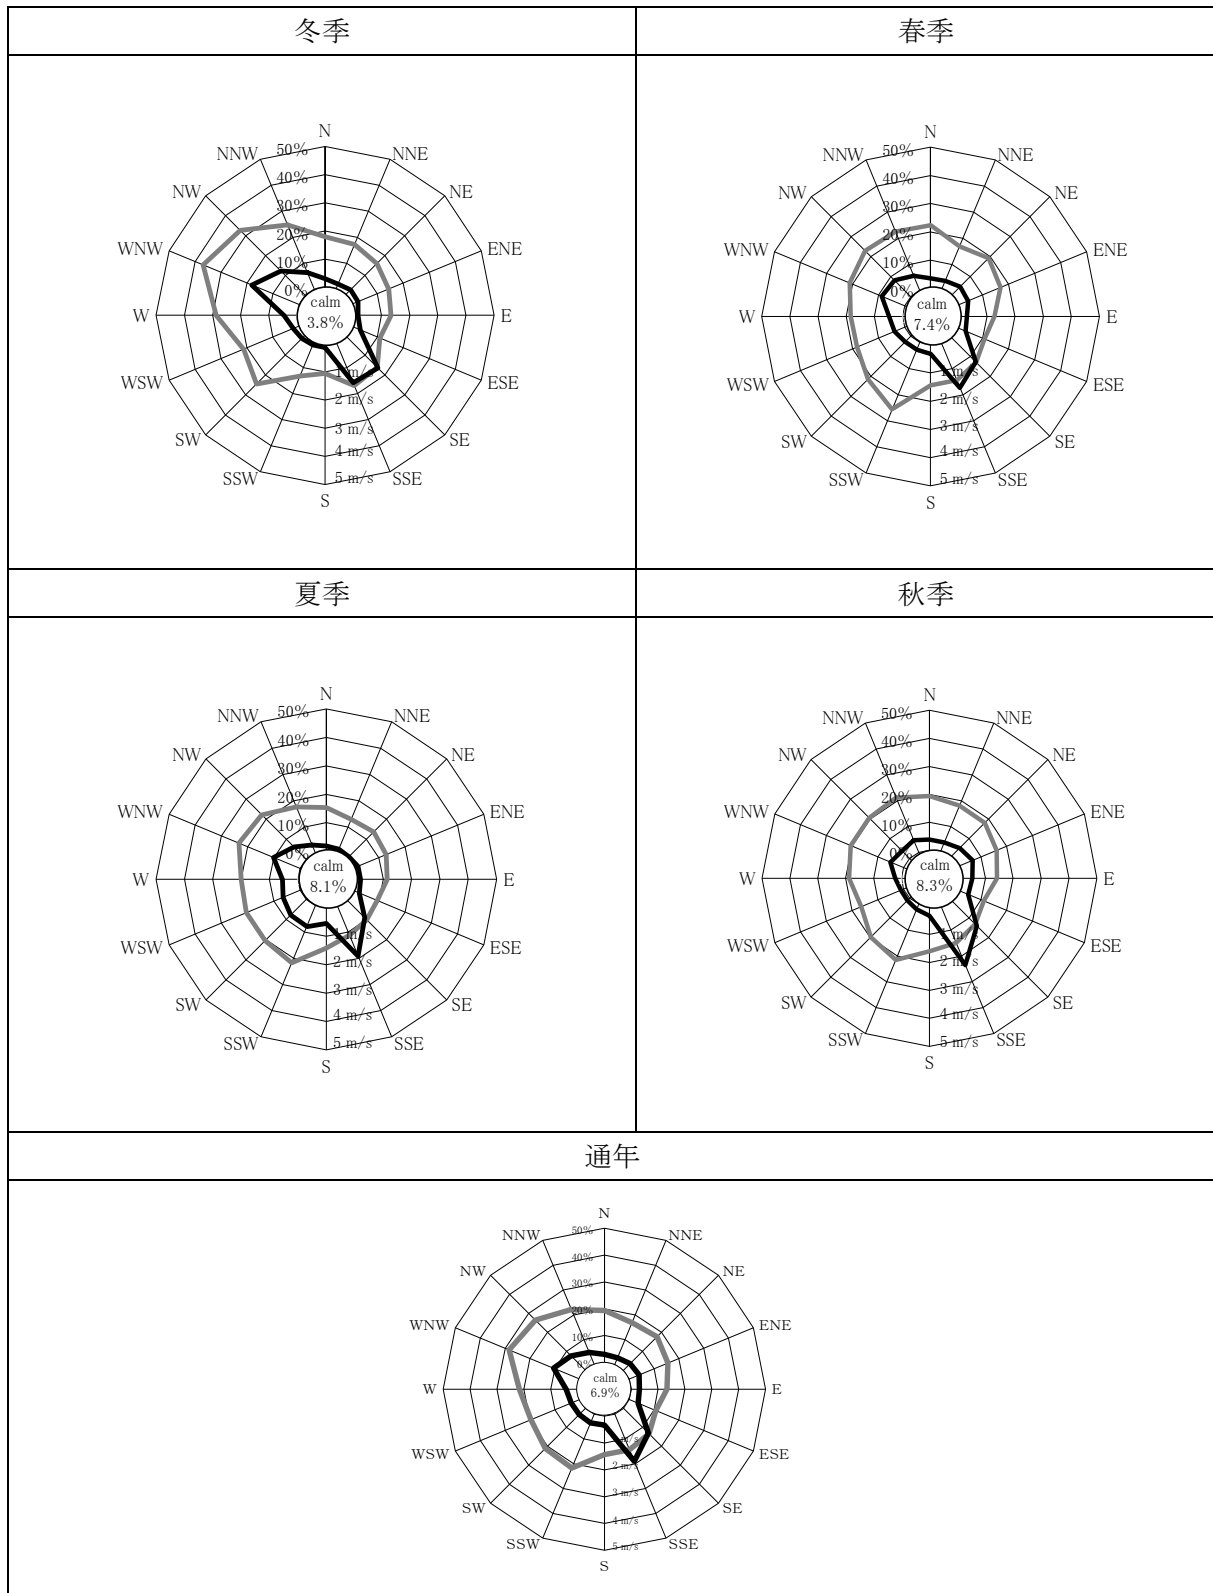 冬季
春季
N
NNE
NE
ENE
E
ESE
SE
SSE
S
SSW
SW
WSW
W
WNW
NW
NNW
50%
40%
30%
20%
10%
0%
calm
3.8%
1 m/s
2 m/s
3 m/s
4 m/s
5 m/s
N
NNE
NE
ENE
E
ESE
SE
SSE
S
SSW
SW
WSW
W
WNW
NW
NNW
50%
40%
30%
20%
10%
0%
calm
7.4%
1 m/s
2 m/s
3 m/s
4 m/s
5 m/s
夏季
秋季
N
NNE
NE
ENE
E
ESE
SE
SSE
S
SSW
SW
WSW
W
WNW
NW
NNW
50%
40%
30%
20%
10%
0%
calm
8.1%
1 m/s
2 m/s
3 m/s
4 m/s
5 m/s
N
NNE
NE
ENE
E
ESE
SE
SSE
S
SSW
SW
WSW
W
WNW
NW
NNW
50%
40%
30%
20%
10%
0%
calm
8.3%
1 m/s
2 m/s
3 m/s
4 m/s
5 m/s
通年
N
NNE
NE
ENE
E
ESE
SE
SSE
S
SSW
SW
WSW
W
WNW
NW
NNW
50%
40%
30%
20%
10%
0%
calm
6.9%
m/s
2 m/s
3 m/s
4 m/s
5 m/s